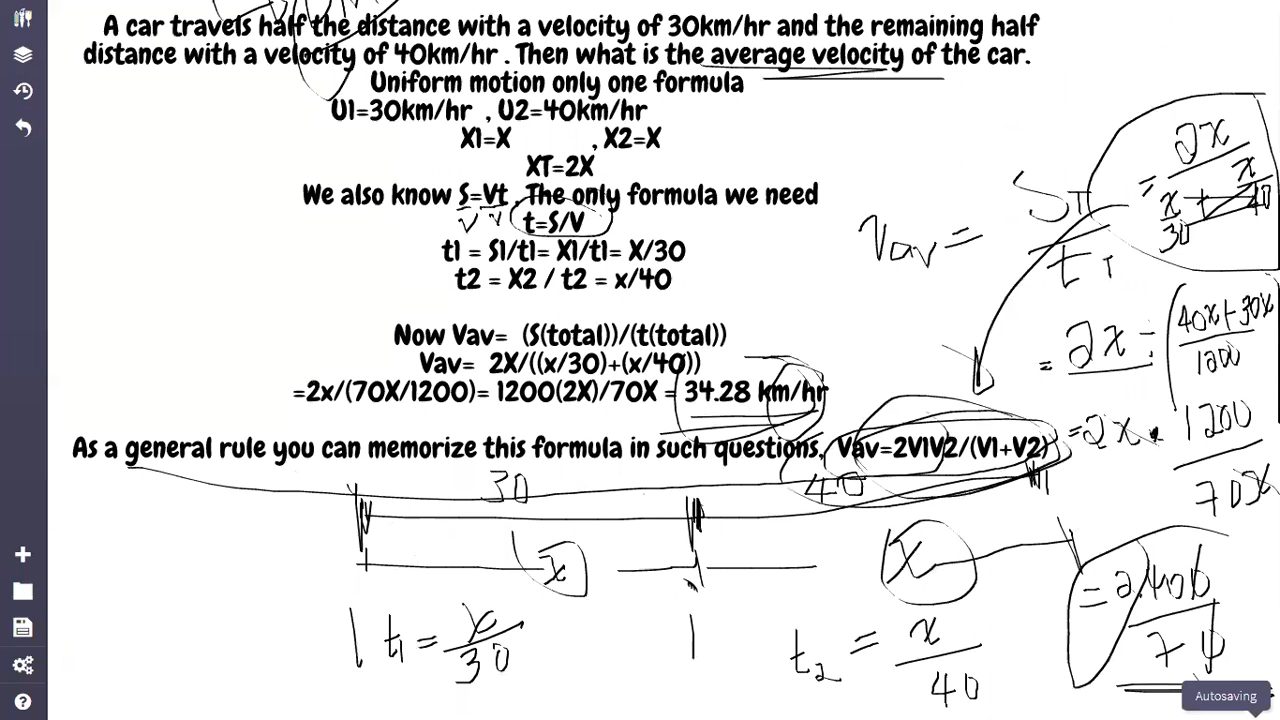 A car travels half the distance with a velocity of 30km/hr and the remaining half
distance with a velocity of 40km/hr . Then what is the average velocity of the car.
Uniform motion only one formula
U1=30km/hr , U2=40km/hr
X1=X , X2=X
XT=2X
We also know S=Vt . The only formula we need
V V
t=S/V
t1 = S1/t1= X1/t1= X/30
t2 = X2 / t2 = x/40
Now Vav= (S(total))/(t(total))
Vav= 2X/((x/30)+(x/40))
=2x/(70X/1200)= 1200(2X)/70X = 34.28 km/hr
As a general rule you can memorize this formula in such questions, Vav=2V1V2/(V1+V2)
Vav = ST / tT = 2x / (x/30 + x/40)
= 2x ÷ (40x+30x / 1200)
=2x . 1200 / 70x
= 2400 / 70
30 40
x x
t1 = x/30 t2 = x/40
Autosaving